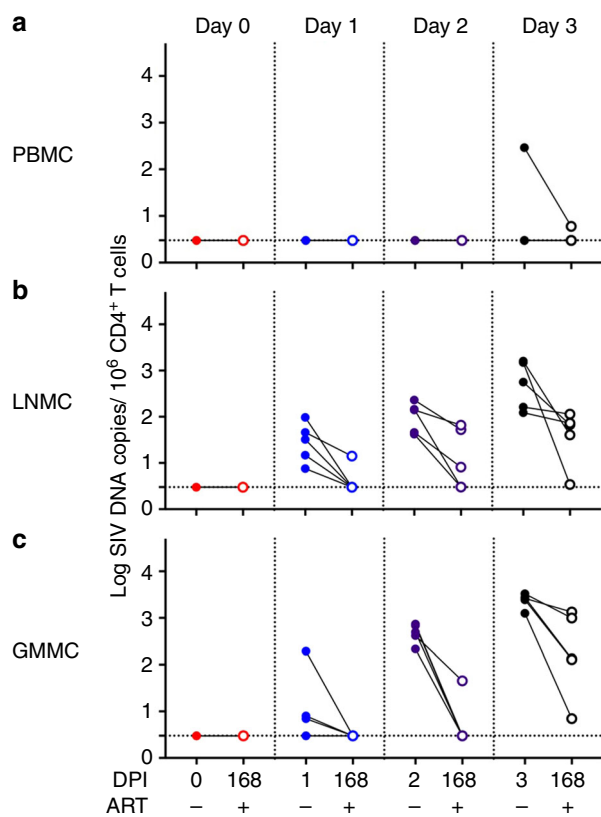 a
Day 0 Day 1 Day 2 Day 3
PBMC
4
3
2
1
0
b
LNMC
4
3
2
1
0
c
GMMC
4
3
2
1
0
Log SIV DNA copies/ 10⁶ CD4⁺ T cells
DPI 0 168 1 168 2 168 3 168
ART – + – + – + – +